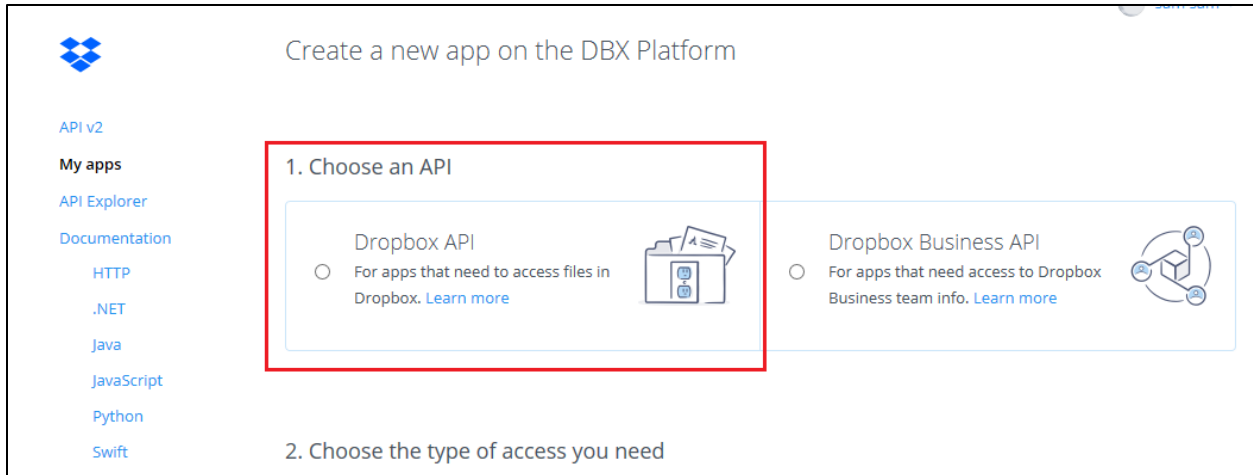 Create a new app on the DBX Platform
API v2
My apps
API Explorer
Documentation
HTTP
.NET
Java
JavaScript
Python
Swift
1. Choose an API
Dropbox API
For apps that need to access files in
Dropbox. Learn more
Dropbox Business API
For apps that need access to Dropbox
Business team info. Learn more
2. Choose the type of access you need